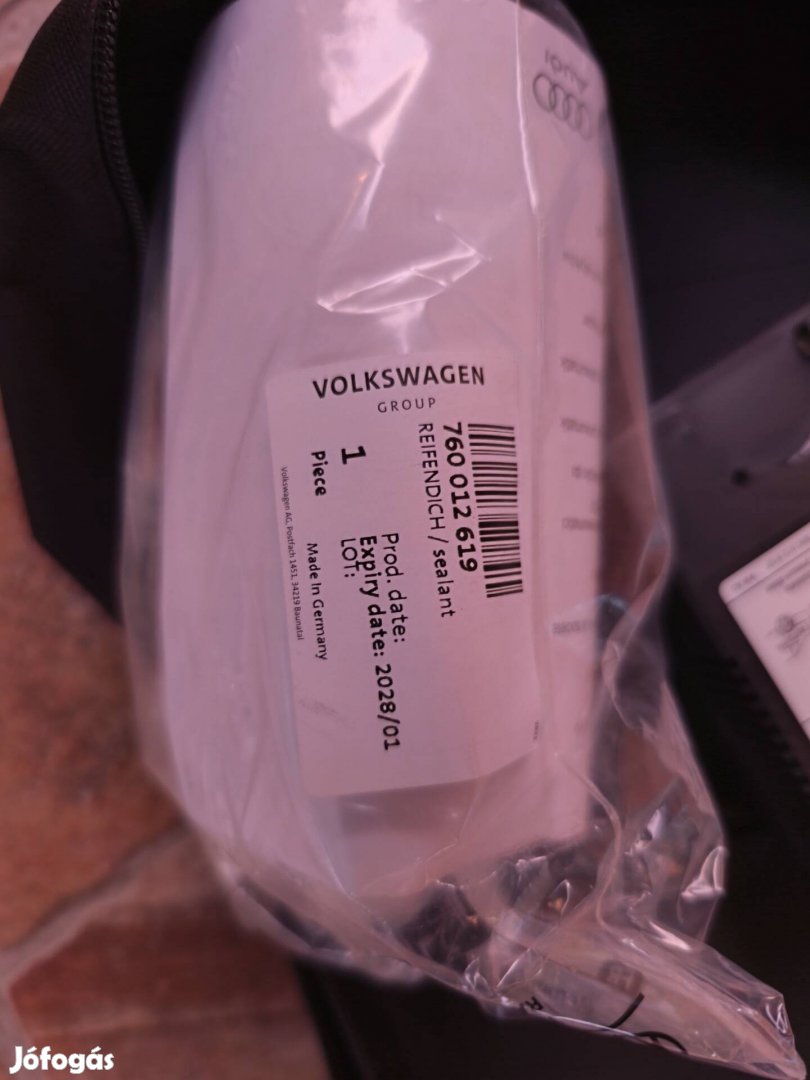 Audi
VOLKSWAGEN
GROUP
760 012 619
REIFENDICH / sealant
Prod. date:
Expiry date: 2028/01
LOT:
1
Piece
Made In Germany
Volkswagen AG, Postfach 1451, 34219 Baunatal
Jófogás